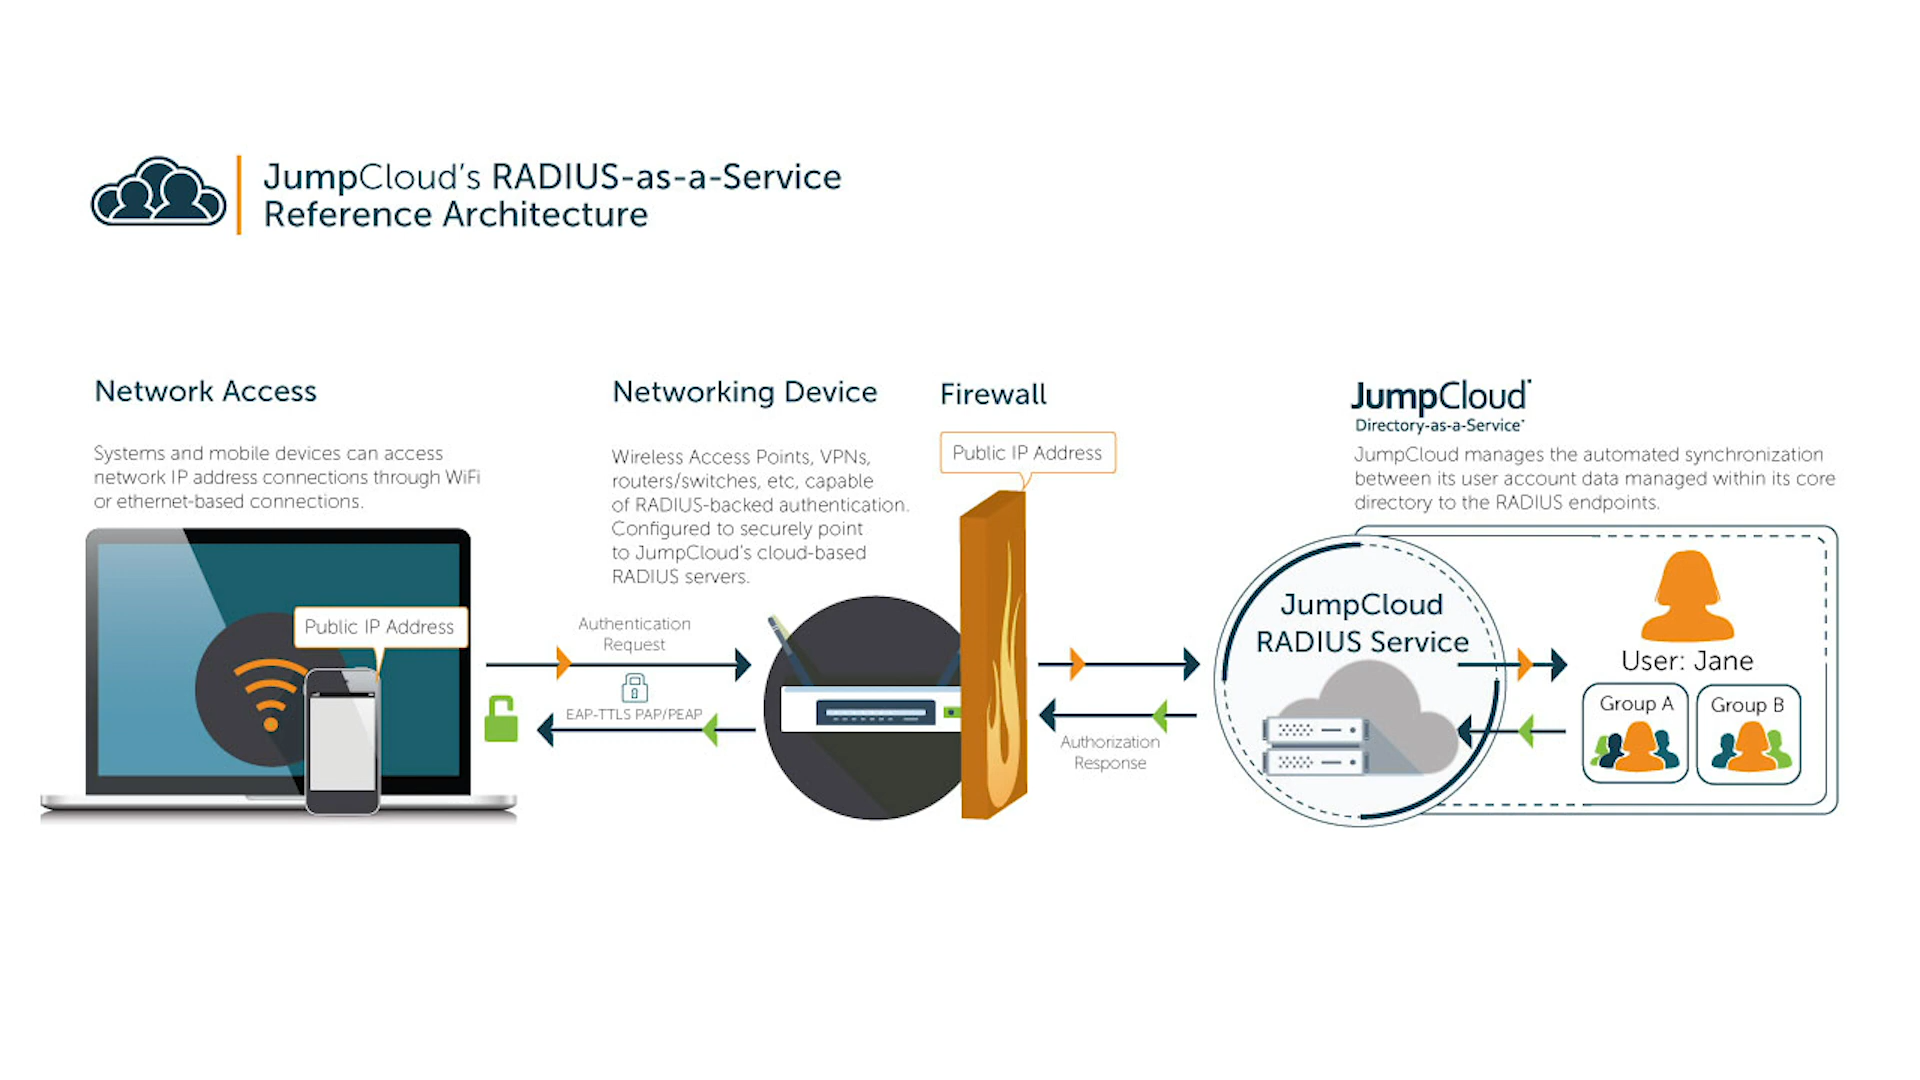 JumpCloud's RADIUS-as-a-Service
Reference Architecture
Network Access
Systems and mobile devices can access
network IP address connections through WiFi
or ethernet-based connections.
Public IP Address
Authentication
Request
EAP-TTLS PAP/PEAP
Networking Device
Wireless Access Points, VPNs,
routers/switches, etc, capable
of RADIUS-backed authentication.
Configured to securely point
to JumpCloud's cloud-based
RADIUS servers.
Firewall
Public IP Address
Authorization
Response
JumpCloud
Directory-as-a-Service
JumpCloud manages the automated synchronization
between its user account data managed within its core
directory to the RADIUS endpoints.
JumpCloud
RADIUS Service
User: Jane
Group A
Group B